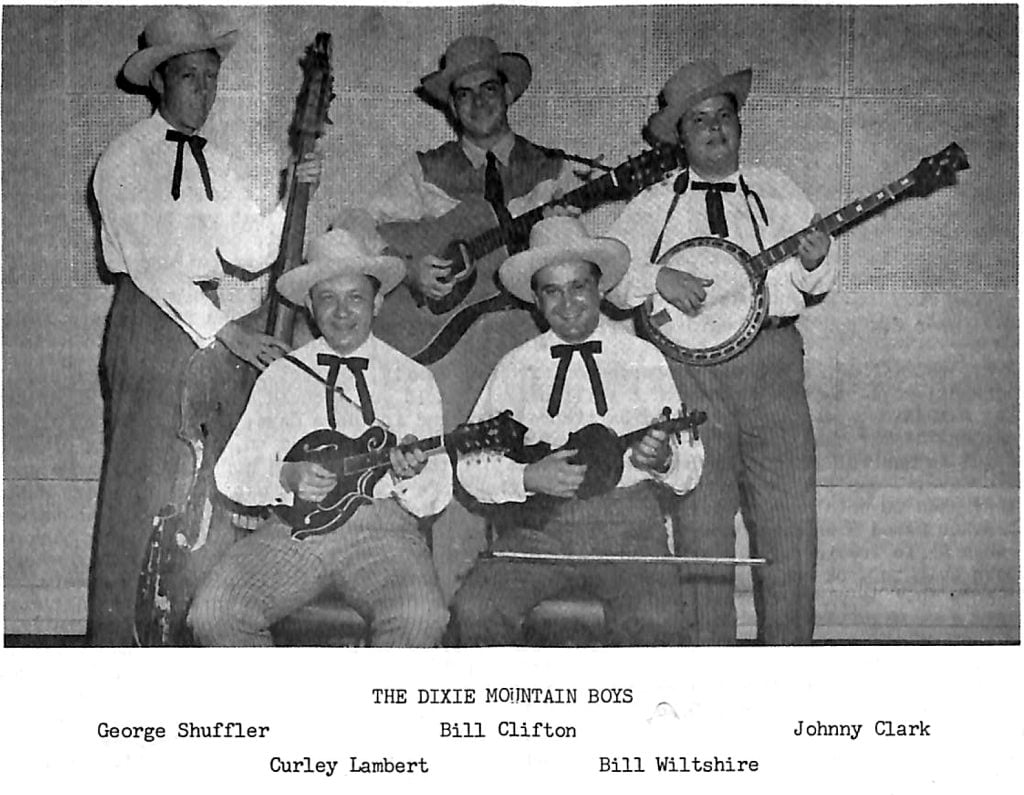 THE DIXIE MOUNTAIN BOYS
George Shuffler Bill Clifton Johnny Clark
Curley Lambert Bill Wiltshire